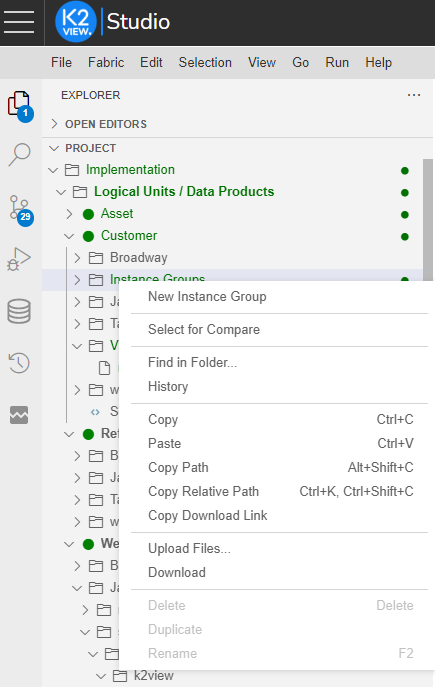 K2 VIEW. Studio
File Fabric Edit Selection View Go Run Help
1
EXPLORER ...
OPEN EDITORS
PROJECT
Implementation
Logical Units / Data Products
29
Asset
Customer
Broadway
Instance Groups
Ja
Ta
V
w
S
Ref
B
Ja
Ta
w
We
B
Ja
s
k2view
New Instance Group
Select for Compare
Find in Folder...
History
Copy Ctrl+C
Paste Ctrl+V
Copy Path Alt+Shift+C
Copy Relative Path Ctrl+K, Ctrl+Shift+C
Copy Download Link
Upload Files...
Download
Delete Delete
Duplicate
Rename F2